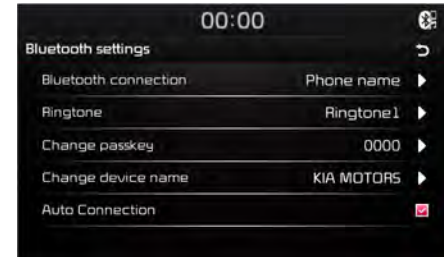 00:00
Bluetooth settings
Bluetooth connection Phone name
Ringtone Ringtone1
Change passkey 0000
Change device name KIA MOTORS
Auto Connection